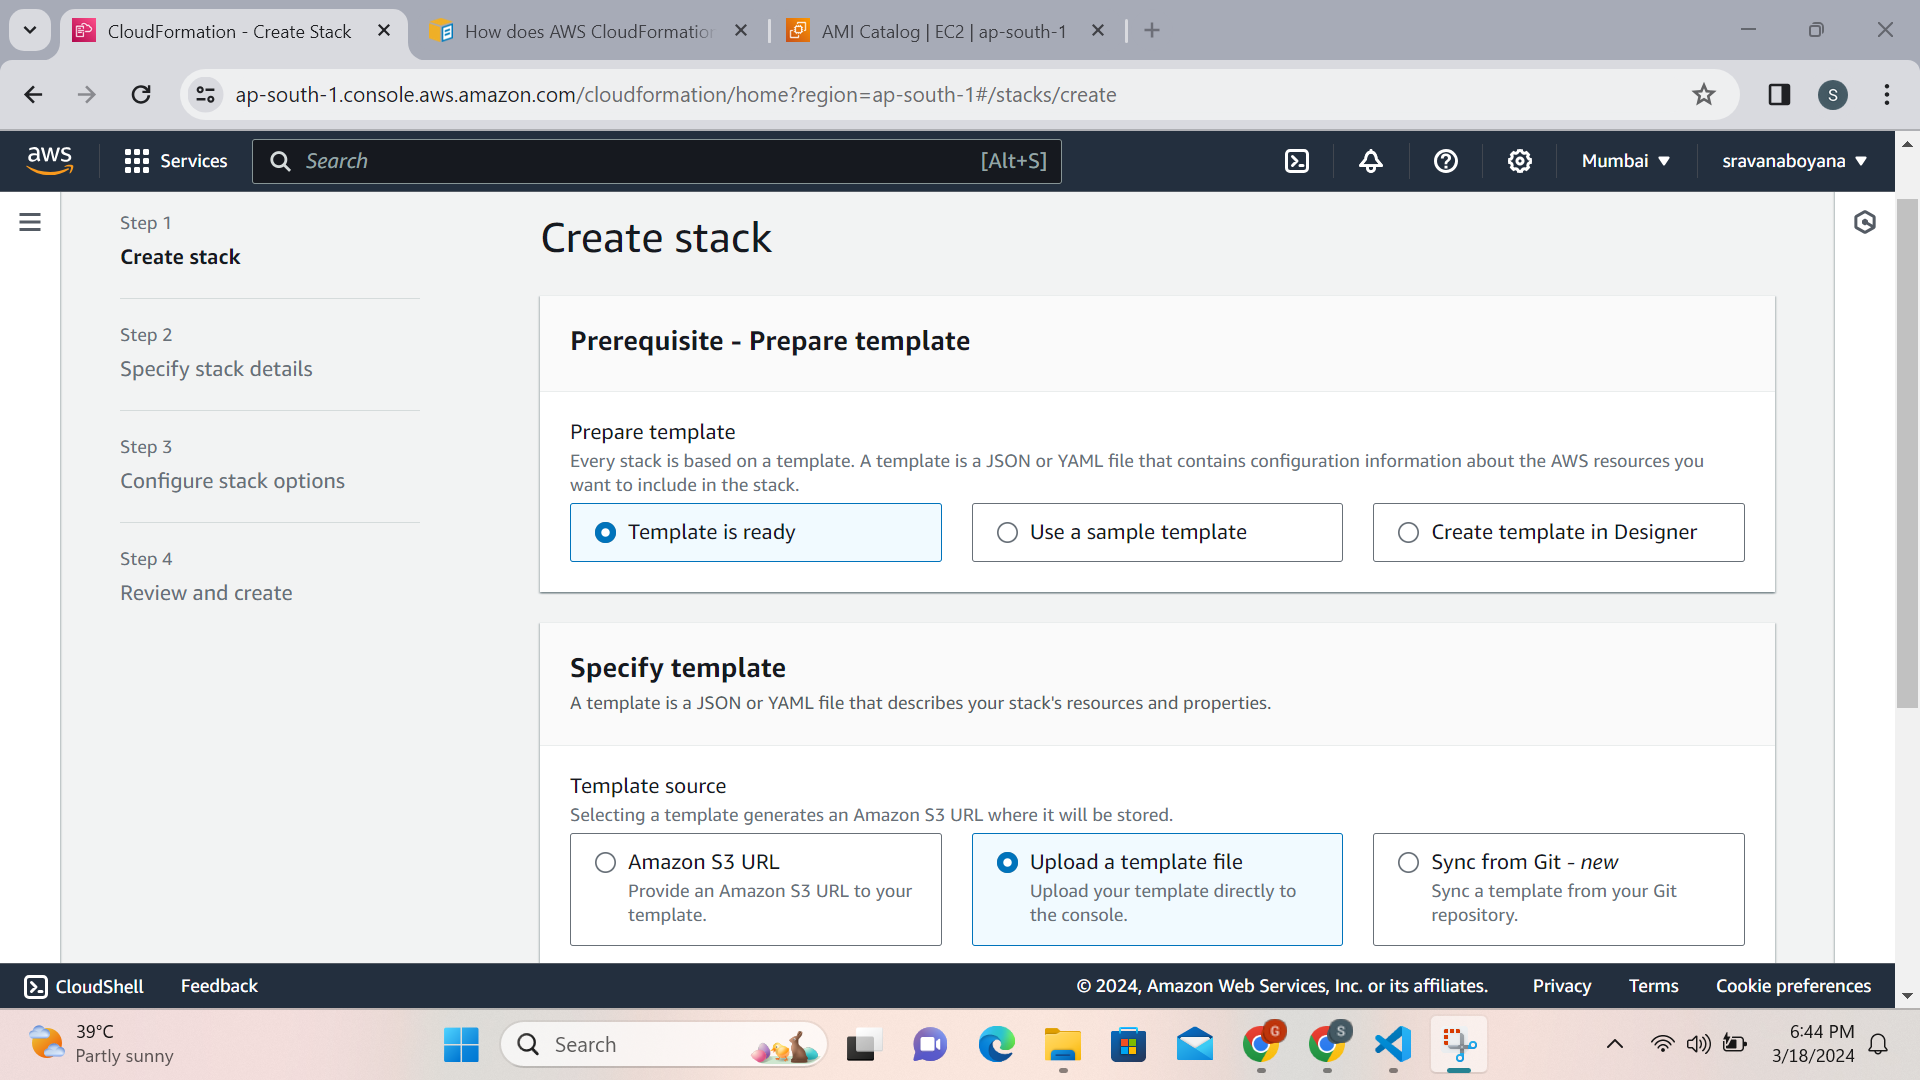 CloudFormation - Create Stack
How does AWS CloudFormation
AMI Catalog | EC2 | ap-south-1
ap-south-1.console.aws.amazon.com/cloudformation/home?region=ap-south-1#/stacks/create
S
aws
Services
Search
[Alt+S]
Mumbai
sravanaboyana
Step 1
Create stack
Step 2
Specify stack details
Step 3
Configure stack options
Step 4
Review and create
Create stack
Prerequisite - Prepare template
Prepare template
Every stack is based on a template. A template is a JSON or YAML file that contains configuration information about the AWS resources you
want to include in the stack.
Template is ready
Use a sample template
Create template in Designer
Specify template
A template is a JSON or YAML file that describes your stack's resources and properties.
Template source
Selecting a template generates an Amazon S3 URL where it will be stored.
Amazon S3 URL
Provide an Amazon S3 URL to your
template.
Upload a template file
Upload your template directly to
the console.
Sync from Git - new
Sync a template from your Git
repository.
CloudShell
Feedback
© 2024, Amazon Web Services, Inc. or its affiliates.
Privacy
Terms
Cookie preferences
39°C
Partly sunny
Search
G
S
6:44 PM
3/18/2024